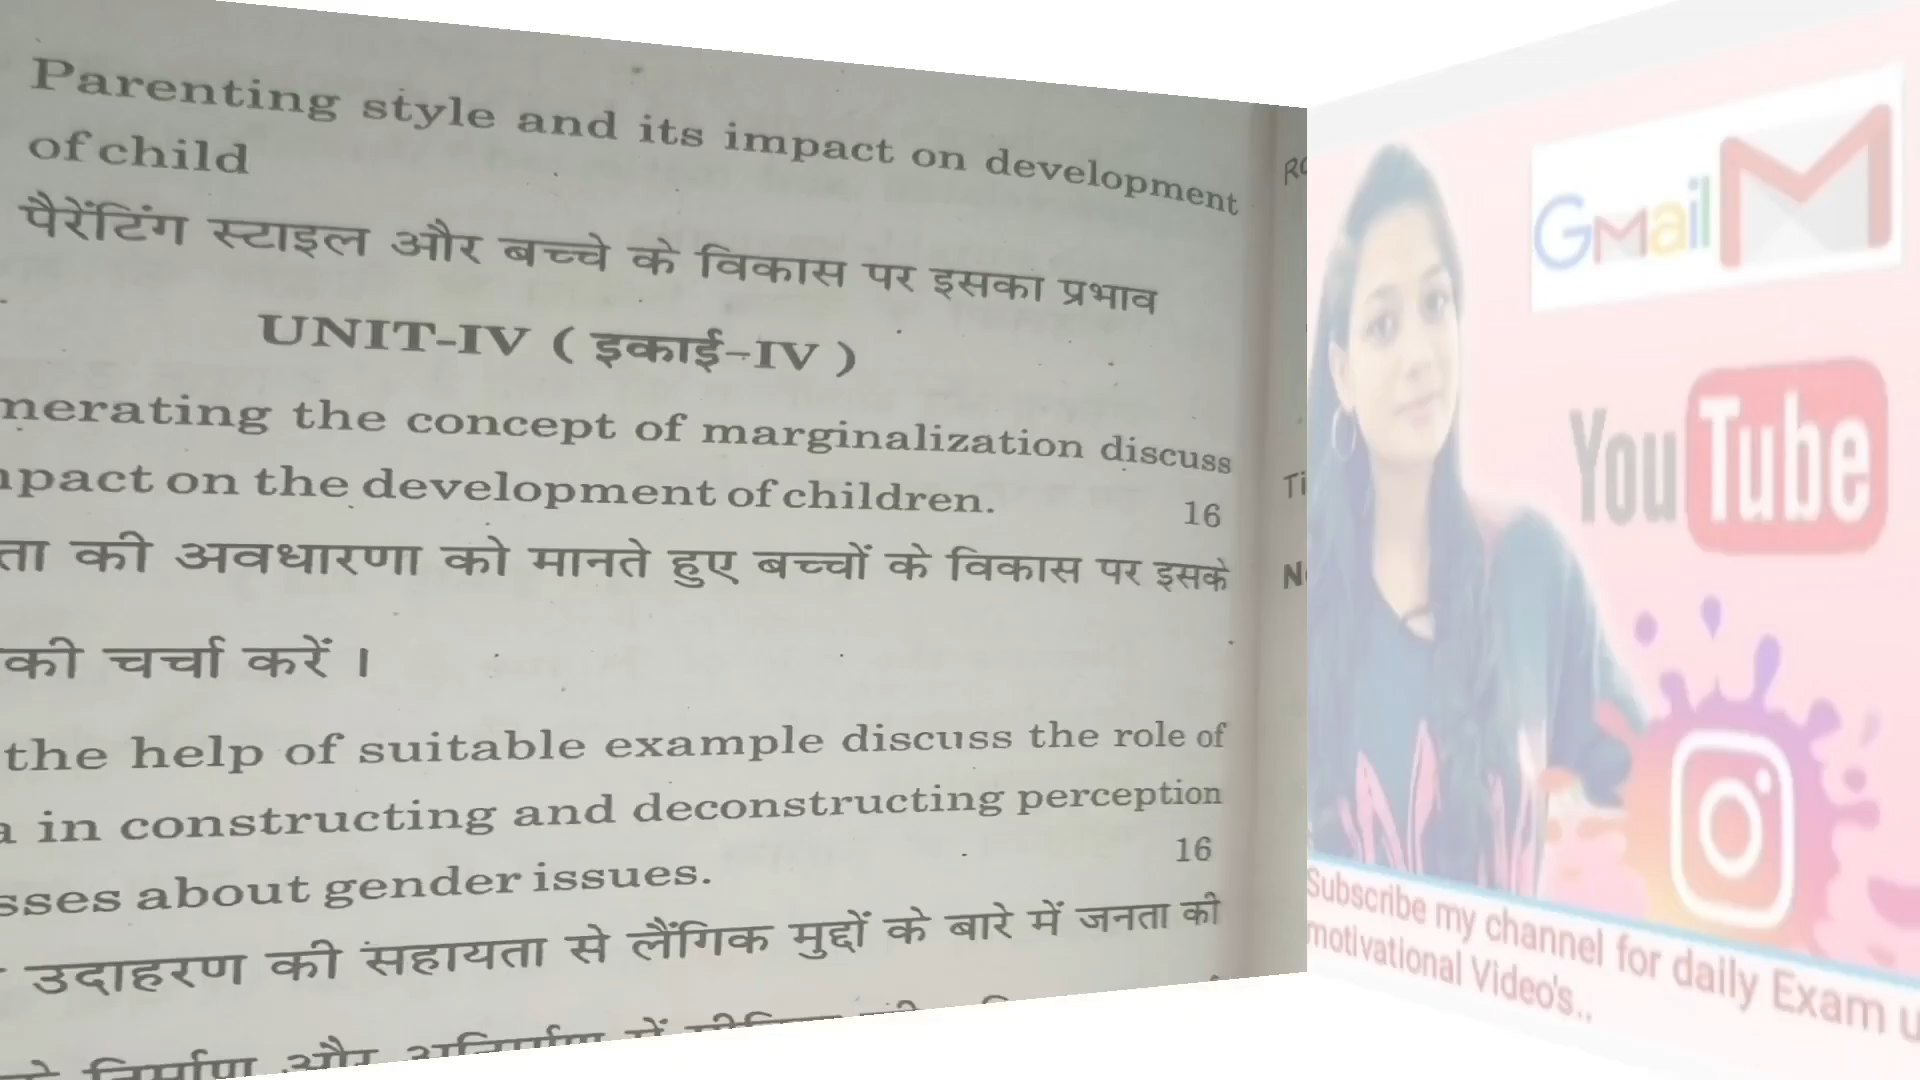 Parenting style and its impact on development
of child
पैरेंटिंग स्टाइल और बच्चे के विकास पर इसका प्रभाव
UNIT-IV ( इकाई-IV )
the concept of marginalization discuss
on the development of children. 16
की अवधारणा को मानते हुए बच्चों के विकास पर इसके
की चर्चा करें ।
the help of suitable example discuss the role of
in constructing and deconstructing perception
about gender issues. 16
उदाहरण की सहायता से लैंगिक मुद्दों के बारे में जनता की
निर्माण और
Gmail
YouTube
Subscribe my channel for daily Exam
motivational Video's..